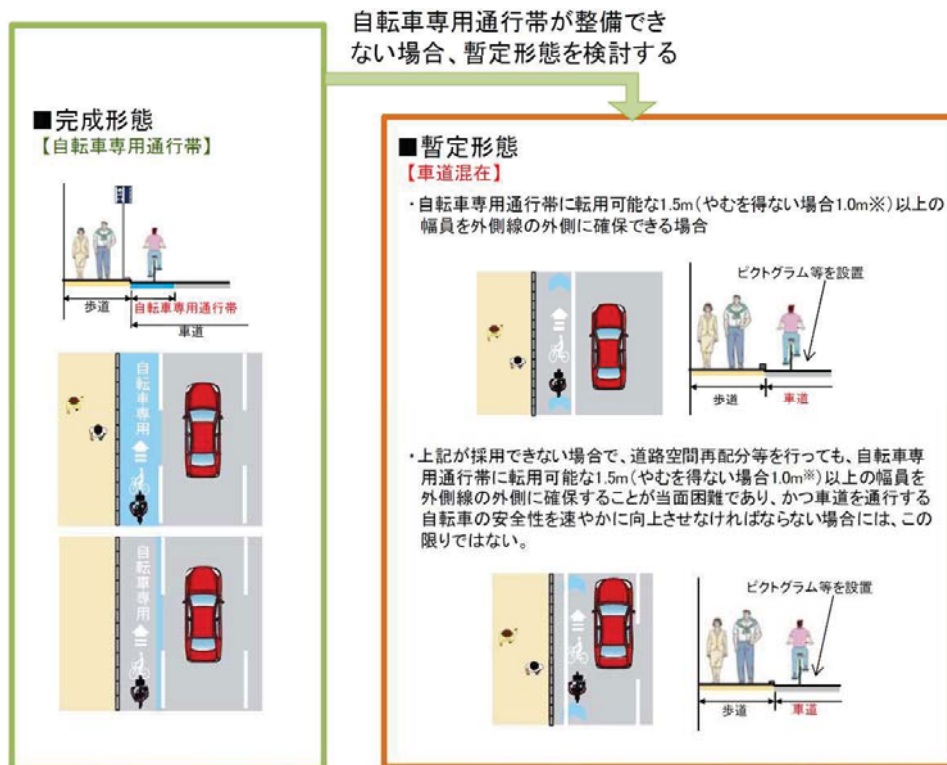 自転車専用通行帯が整備でき
ない場合、暫定形態を検討する
■完成形態
【自転車専用通行帯】
歩道
自転車専用通行帯
車道
自転車専用
自転車専用
■暫定形態
【車道混在】
・自転車専用通行帯に転用可能な1.5m(やむを得ない場合1.0m※)以上の
幅員を外側線の外側に確保できる場合
ピクトグラム等を設置
歩道
車道
・上記が採用できない場合で、道路空間再配分等を行っても、自転車専
用通行帯に転用可能な1.5m(やむを得ない場合1.0m※)以上の幅員を
外側線の外側に確保することが当面困難であり、かつ車道を通行する
自転車の安全性を速やかに向上させなければならない場合には、この
限りではない。
ピクトグラム等を設置
歩道
車道